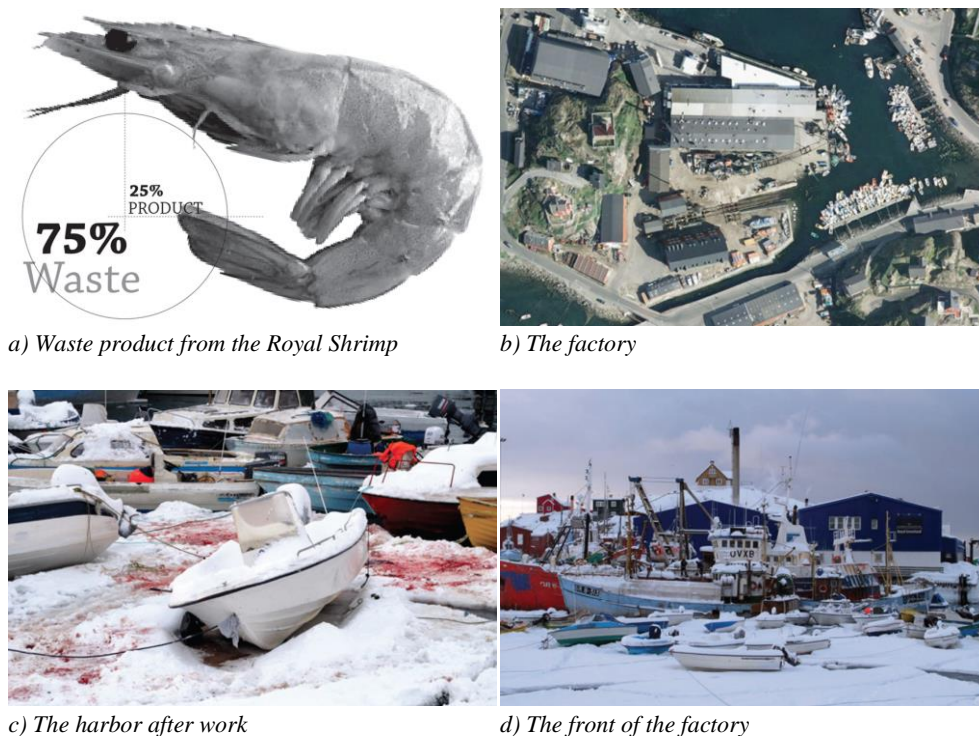 25%
PRODUCT
75%
Waste
a) Waste product from the Royal Shrimp
b) The factory
OVXB
c) The harbor after work
d) The front of the factory